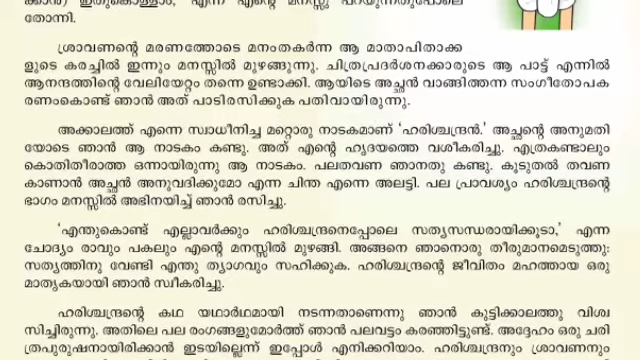 ക്കാൻ) ഇതുകൊള്ളാം, എന്ന് എന്റെ മനസ്സു പറയുന്നതുപോലെ
തോന്നി.
ശ്രാവണന്റെ മരണത്തോടെ മനംതകർന്ന ആ മാതാപിതാക്ക
ളുടെ കരച്ചിൽ ഇന്നും മനസ്സിൽ മുഴങ്ങുന്നു. ചിത്രപ്രദർശനക്കാരുടെ ആ പാട്ട് എന്നിൽ
ആനന്ദത്തിന്റെ വേലിയേറ്റം തന്നെ ഉണ്ടാക്കി. ആയിടെ അച്ഛൻ വാങ്ങിത്തന്ന സംഗീതോപക
രണംകൊണ്ട് ഞാൻ അത് പാടിരസിക്കുക പതിവായിരുന്നു.
അക്കാലത്ത് എന്നെ സ്വാധീനിച്ച മറ്റൊരു നാടകമാണ് ‘ഹരിശ്ചന്ദ്രൻ.’ അച്ഛന്റെ അനുമതി
യോടെ ഞാൻ ആ നാടകം കണ്ടു. അത് എന്റെ ഹൃദയത്തെ വശീകരിച്ചു. എത്രകണ്ടാലും
കൊതിതീരാത്ത ഒന്നായിരുന്നു ആ നാടകം. പലതവണ ഞാനതു കണ്ടു. കൂടുതൽ തവണ
കാണാൻ അച്ഛൻ അനുവദിക്കുമോ എന്ന ചിന്ത എന്നെ അലട്ടി. പല പ്രാവശ്യം ഹരിശ്ചന്ദ്രന്റെ
ഭാഗം മനസ്സിൽ അഭിനയിച്ച് ഞാൻ രസിച്ചു.
‘എന്തുകൊണ്ട് എല്ലാവർക്കും ഹരിശ്ചന്ദ്രനെപ്പോലെ സത്യസന്ധരായിക്കൂടാ,’ എന്ന
ചോദ്യം രാവും പകലും എന്റെ മനസ്സിൽ മുഴങ്ങി. അങ്ങനെ ഞാനൊരു തീരുമാനമെടുത്തു:
സത്യത്തിനു വേണ്ടി എന്തു ത്യാഗവും സഹിക്കുക. ഹരിശ്ചന്ദ്രന്റെ ജീവിതം മഹത്തായ ഒരു
മാതൃകയായി ഞാൻ സ്വീകരിച്ചു.
ഹരിശ്ചന്ദ്രന്റെ കഥ യഥാർഥമായി നടന്നതാണെന്നു ഞാൻ കുട്ടിക്കാലത്തു വിശ്വ
സിച്ചിരുന്നു. അതിലെ പല രംഗങ്ങളുമോർത്ത് ഞാൻ പലവട്ടം കരഞ്ഞിട്ടുണ്ട്. അദ്ദേഹം ഒരു ചരി
ത്രപുരുഷനായിരിക്കാൻ ഇടയില്ലെന്ന് ഇപ്പോൾ എനിക്കറിയാം. ഹരിശ്ചന്ദ്രനും ശ്രാവണനും